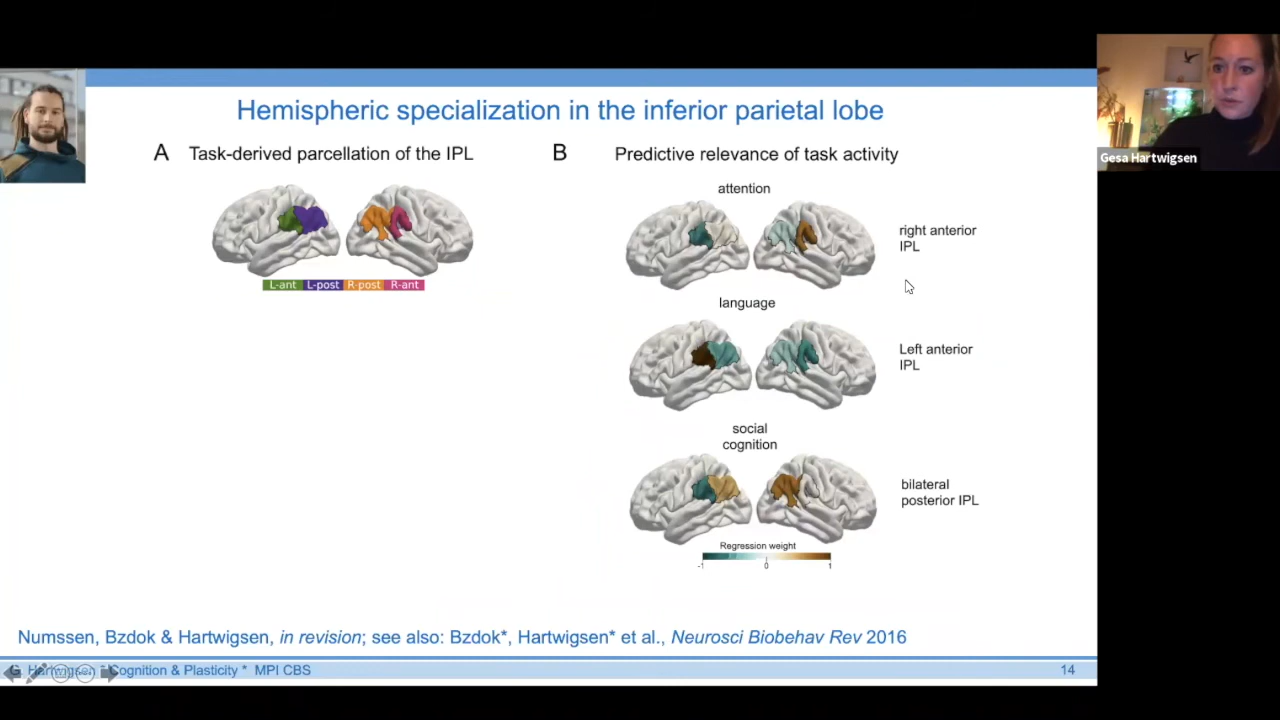 Hemispheric specialization in the inferior parietal lobe
A Task-derived parcellation of the IPL
L-ant L-post R-post R-ant
B Predictive relevance of task activity
attention
right anterior
IPL
language
Left anterior
IPL
social
cognition
bilateral
posterior IPL
Regression weight
-1 0 1
Numssen, Bzdok & Hartwigsen, in revision; see also: Bzdok*, Hartwigsen* et al., Neurosci Biobehav Rev 2016
G. Hartwigsen * Cognition & Plasticity * MPI CBS
14
Gesa Hartwigsen